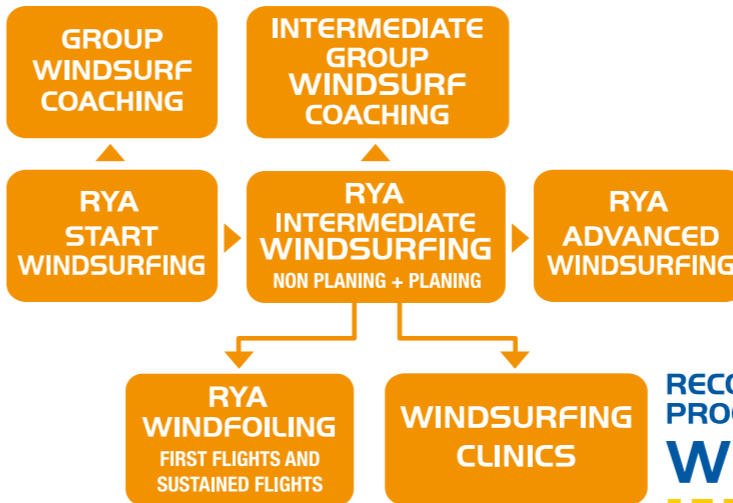 GROUP
WINDSURF
COACHING
INTERMEDIATE
GROUP
WINDSURF
COACHING
RYA
START
WINDSURFING
RYA
INTERMEDIATE
WINDSURFING
NON PLANING + PLANING
RYA
ADVANCED
WINDSURFING
RYA
WINDFOILING
FIRST FLIGHTS AND
SUSTAINED FLIGHTS
WINDSURFING
CLINICS